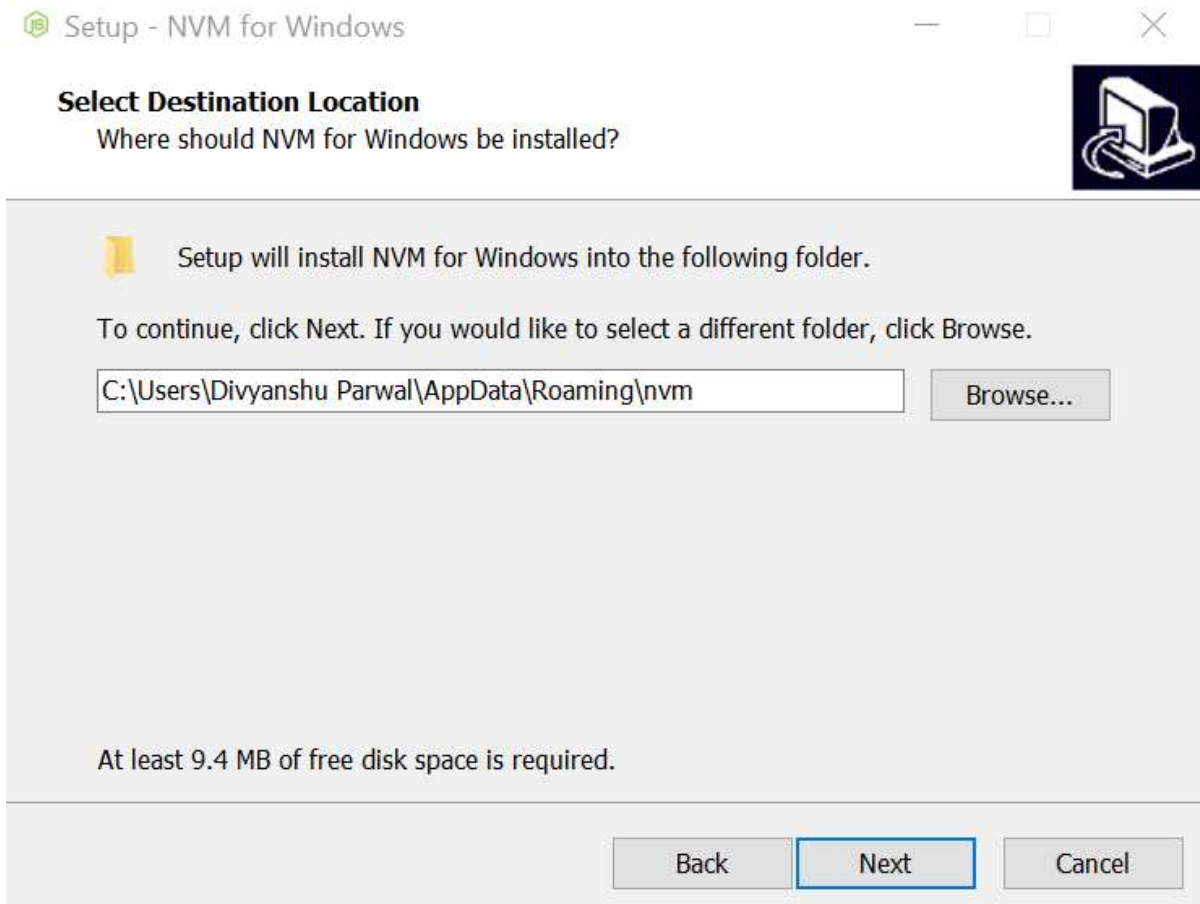 Setup - NVM for Windows
Select Destination Location
Where should NVM for Windows be installed?
Setup will install NVM for Windows into the following folder.
To continue, click Next. If you would like to select a different folder, click Browse.
C:\Users\Divyanshu Parwal\AppData\Roaming\nvm
Browse...
At least 9.4 MB of free disk space is required.
Back
Next
Cancel